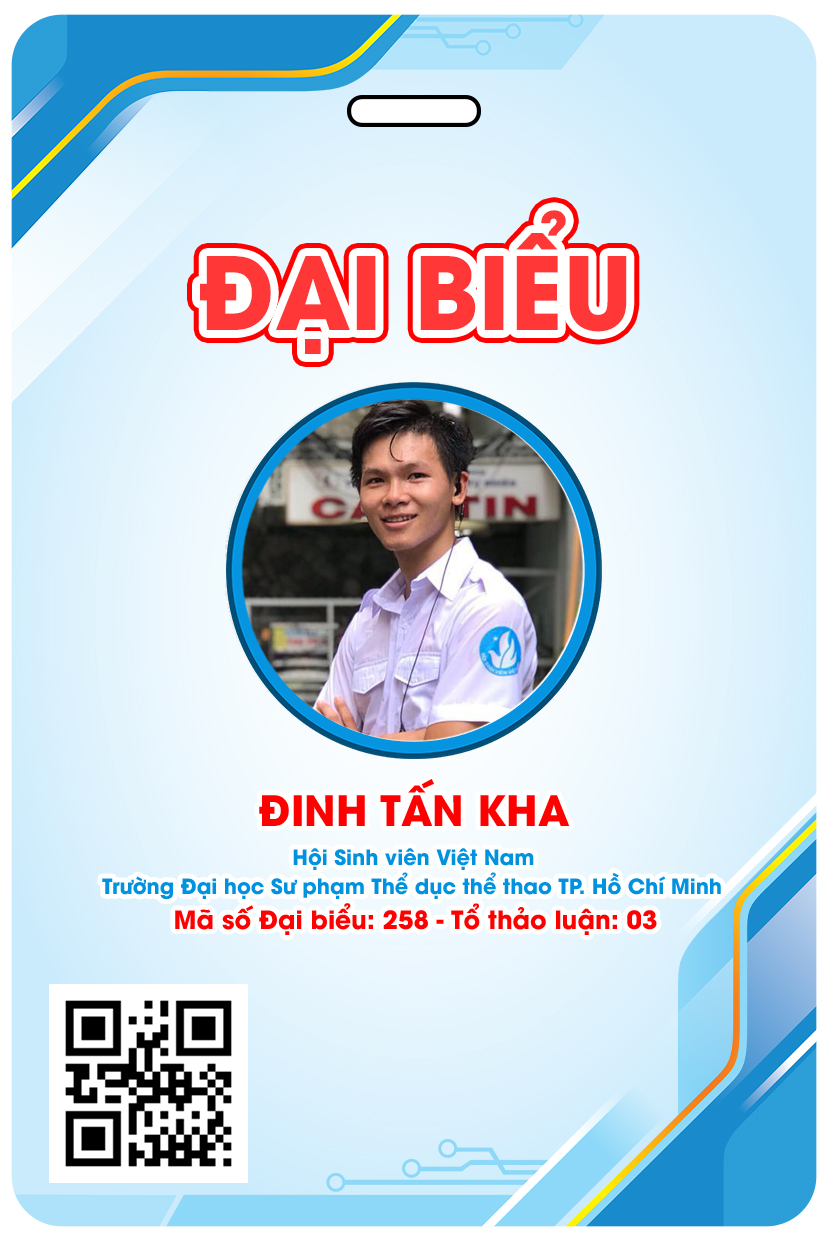 ĐẠI BIỂU
ĐINH TẤN KHA
Hội Sinh viên Việt Nam
Trường Đại học Sư phạm Thể dục thể thao TP. Hồ Chí Minh
Mã số Đại biểu: 258 - Tổ thảo luận: 03